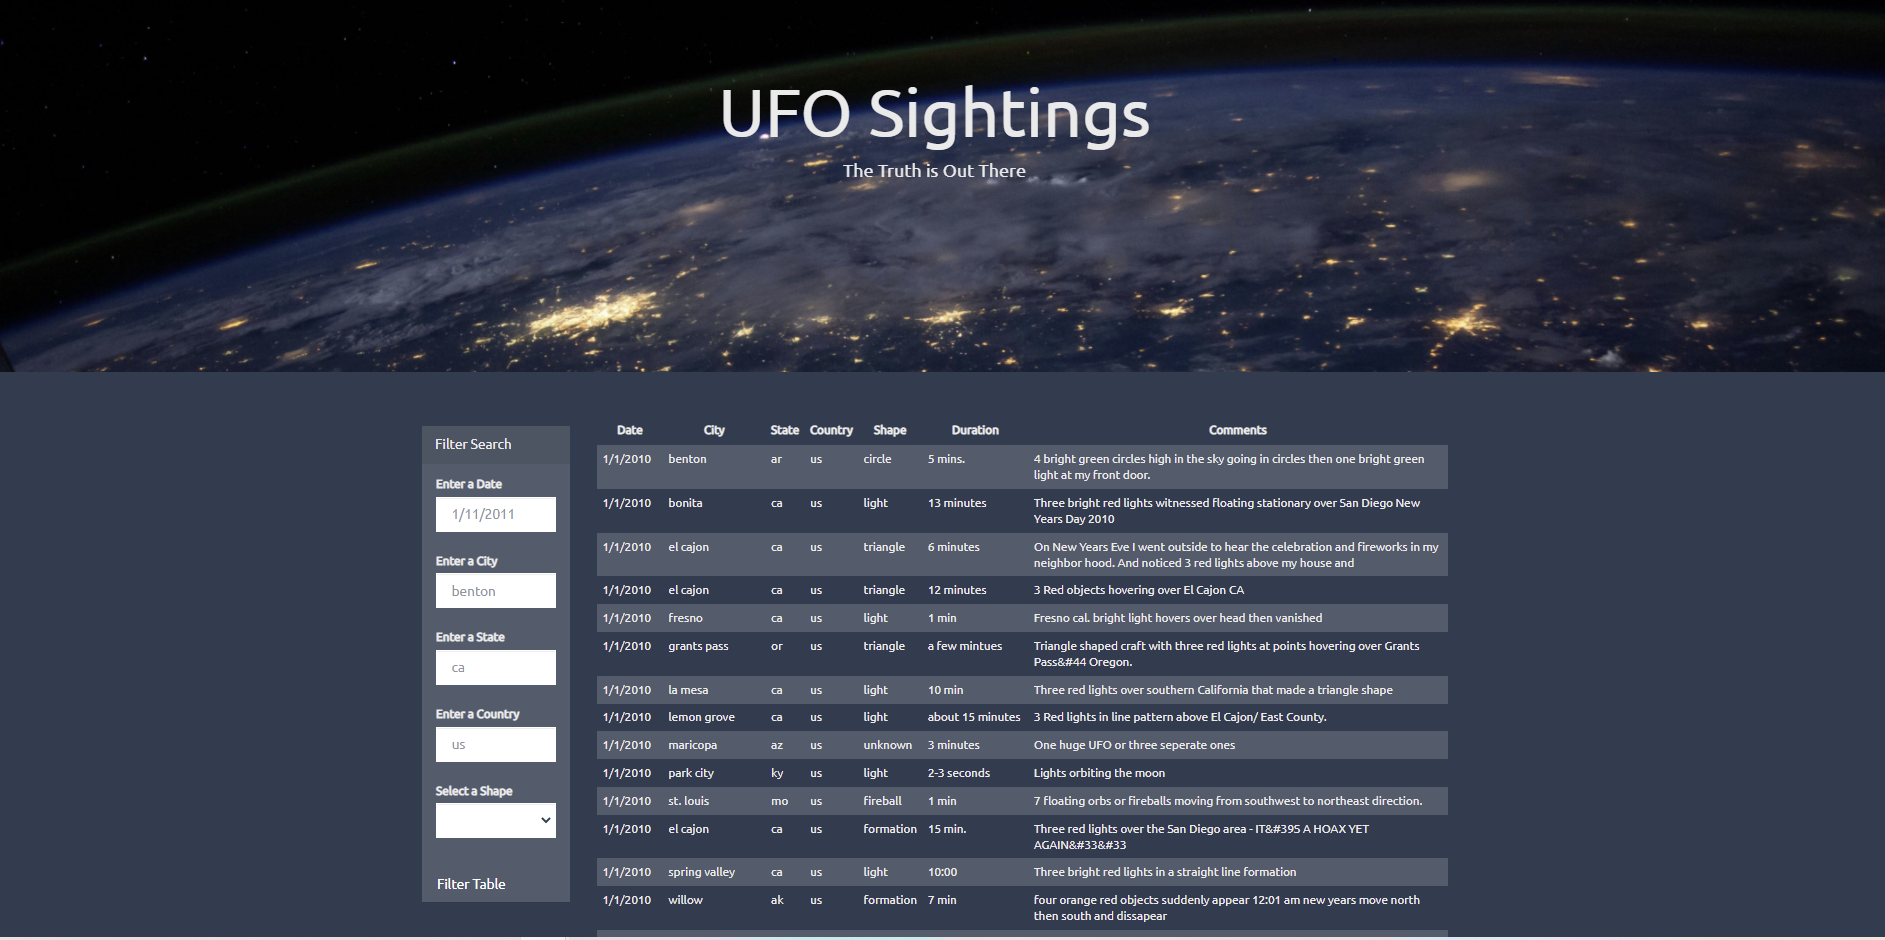 UFO Sightings
The Truth is Out There
Filter Search
Enter a Date
1/11/2011
Enter a City
benton
Enter a State
ca
Enter a Country
us
Select a Shape
Filter Table
Date City State Country Shape Duration Comments
1/1/2010 benton ar us circle 5 mins. 4 bright green circles high in the sky going in circles then one bright green
light at my front door.
1/1/2010 bonita ca us light 13 minutes Three bright red lights witnessed floating stationary over San Diego New
Years Day 2010
1/1/2010 el cajon ca us triangle 6 minutes On New Years Eve I went outside to hear the celebration and fireworks in my
neighbor hood. And noticed 3 red lights above my house and
1/1/2010 el cajon ca us triangle 12 minutes 3 Red objects hovering over El Cajon CA
1/1/2010 fresno ca us light 1 min Fresno cal. bright light hovers over head then vanished
1/1/2010 grants pass or us triangle a few mintues Triangle shaped craft with three red lights at points hovering over Grants
Pass&#44 Oregon.
1/1/2010 la mesa ca us light 10 min Three red lights over southern California that made a triangle shape
1/1/2010 lemon grove ca us light about 15 minutes 3 Red lights in line pattern above El Cajon/ East County.
1/1/2010 maricopa az us unknown 3 minutes One huge UFO or three seperate ones
1/1/2010 park city ky us light 2-3 seconds Lights orbiting the moon
1/1/2010 st. louis mo us fireball 1 min 7 floating orbs or fireballs moving from southwest to northeast direction.
1/1/2010 el cajon ca us formation 15 min. Three red lights over the San Diego area - IT&#39S A HOAX YET
AGAIN&#33&#33
1/1/2010 spring valley ca us light 10:00 Three bright red lights in a straight line formation
1/1/2010 willow ak us formation 7 min four orange red objects suddenly appear 12:01 am new years move north
then south and dissapear